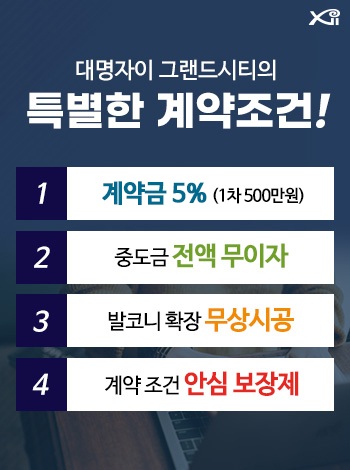 Xii
대명자이 그랜드시티의
특별한 계약조건!
1 계약금 5% (1차 500만원)
2 중도금 전액 무이자
3 발코니 확장 무상시공
4 계약 조건 안심 보장제